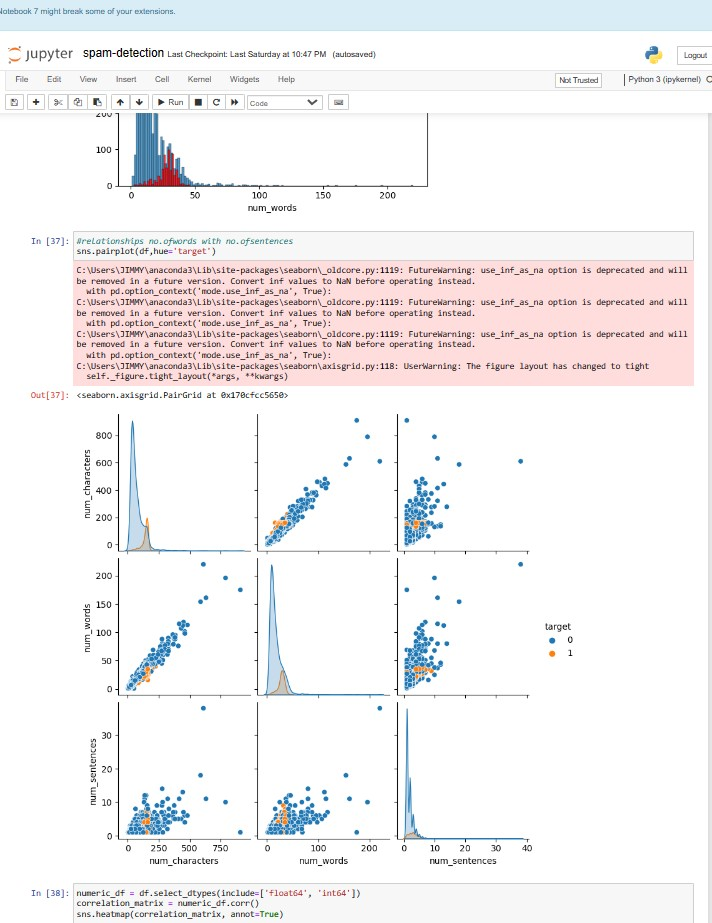 Notebook 7 might break some of your extensions.
jupyter spam-detection Last Checkpoint: Last Saturday at 10:47 PM (autosaved)
Logout
File Edit View Insert Cell Kernel Widgets Help
Not Trusted
Python 3 (ipykernel)
Run
Code
200
100
0
0 50 100 150 200
num_words
In [37]:
#relationships no.ofwords with no.ofsentences
sns.pairplot(df,hue='target')
C:\Users\JIMMY\anaconda3\Lib\site-packages\seaborn\_oldcore.py:1119: FutureWarning: use_inf_as_na option is deprecated and will
be removed in a future version. Convert inf values to NaN before operating instead.
with pd.option_context('mode.use_inf_as_na', True):
C:\Users\JIMMY\anaconda3\Lib\site-packages\seaborn\_oldcore.py:1119: FutureWarning: use_inf_as_na option is deprecated and will
be removed in a future version. Convert inf values to NaN before operating instead.
with pd.option_context('mode.use_inf_as_na', True):
C:\Users\JIMMY\anaconda3\Lib\site-packages\seaborn\_oldcore.py:1119: FutureWarning: use_inf_as_na option is deprecated and will
be removed in a future version. Convert inf values to NaN before operating instead.
with pd.option_context('mode.use_inf_as_na', True):
C:\Users\JIMMY\anaconda3\Lib\site-packages\seaborn\axisgrid.py:118: UserWarning: The figure layout has changed to tight
self._figure.tight_layout(*args, **kwargs)
Out[37]: <seaborn.axisgrid.PairGrid at 0x170cfcc5650>
num_characters
800
600
400
200
0
num_words
200
150
100
50
0
target
0
1
num_sentences
30
20
10
0
0 250 500 750
num_characters
0 100 200
num_words
0 10 20 30 40
num_sentences
In [38]:
numeric_df = df.select_dtypes(include=['float64', 'int64'])
correlation_matrix = numeric_df.corr()
sns.heatmap(correlation_matrix, annot=True)